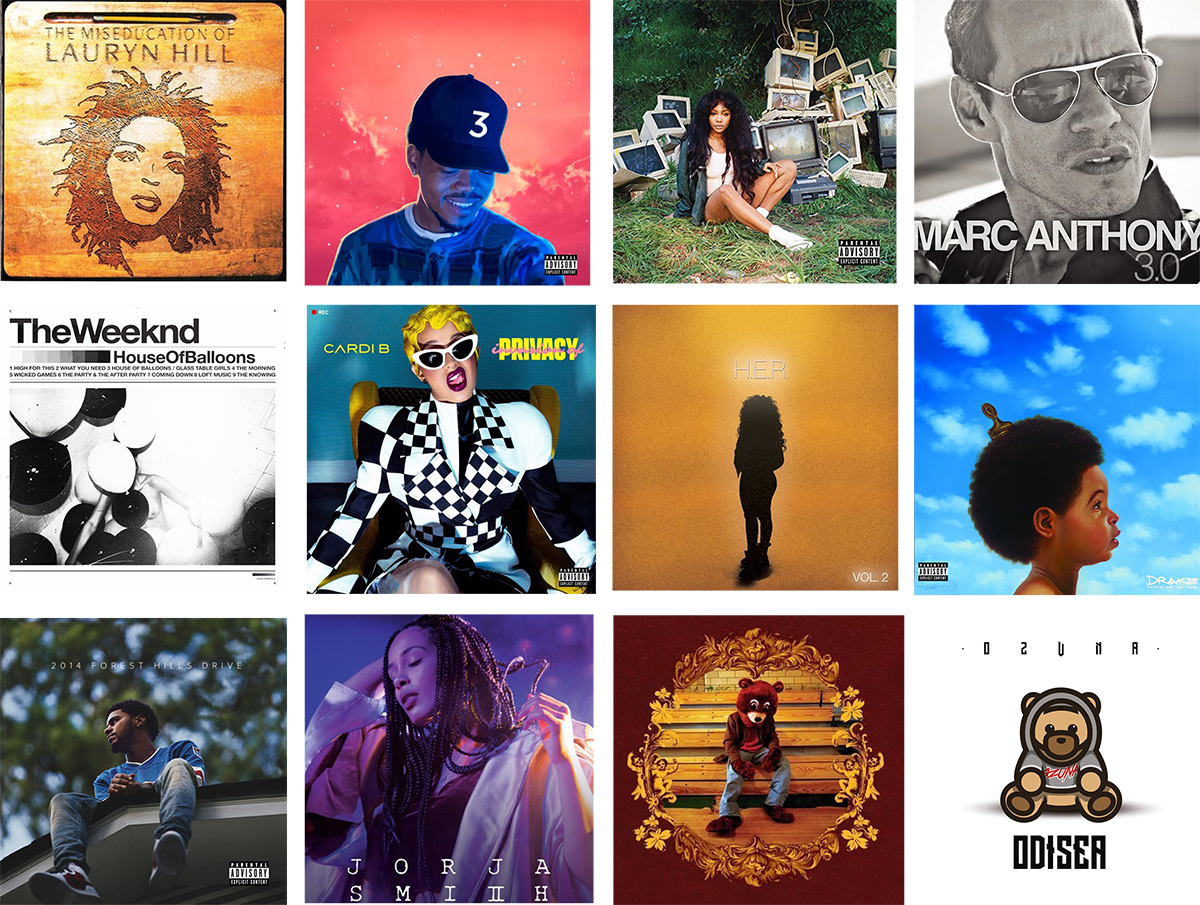 THE MISEDUCATION OF
LAURYN HILL
3
PARENTAL
ADVISORY
EXPLICIT CONTENT
PARENTAL
ADVISORY
EXPLICIT CONTENT
MARC ANTHONY
3.0
TheWeeknd
HouseOfBalloons
1 HIGH FOR THIS 2 WHAT YOU NEED 3 HOUSE OF BALLOONS / GLASS TABLE GIRLS 4 THE MORNING
5 WICKED GAMES 6 THE PARTY & THE AFTER PARTY 7 COMING DOWN 8 LOFT MUSIC 9 THE KNOWING
REC
CARDI B
invasion of
PRIVACY
PARENTAL
ADVISORY
EXPLICIT CONTENT
H.E.R.
VOL. 2
PARENTAL
ADVISORY
EXPLICIT CONTENT
DRAKE
2014 FOREST HILLS DRIVE
PARENTAL
ADVISORY
EXPLICIT CONTENT
JORJA
SMIIH
OZUNA
OZUNA
ODISEA